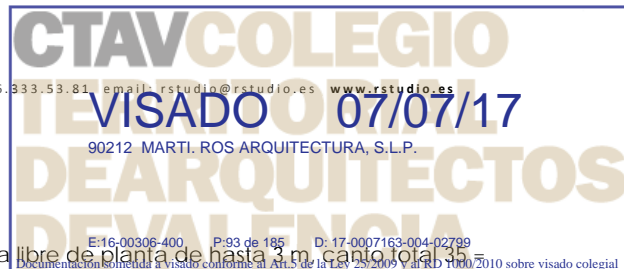 CTAVCOLEGIO
5.333.53.81 email: rstudio@rstudio.es www.rstudio.es
TERRITORIAL
VISADO 07/07/17
90212 MARTI. ROS ARQUITECTURA, S.L.P.
DEARQUITECTOS
DEVALENCIA
E:16-00306-400 P:93 de 185 D: 17-0007163-004-02799
a libre de planta de hasta 3 m, canto total 35 =
Documentación sometida a visado conforme al Art.5 de la Ley 25/2009 y al RD 1000/2010 sobre visado colegial